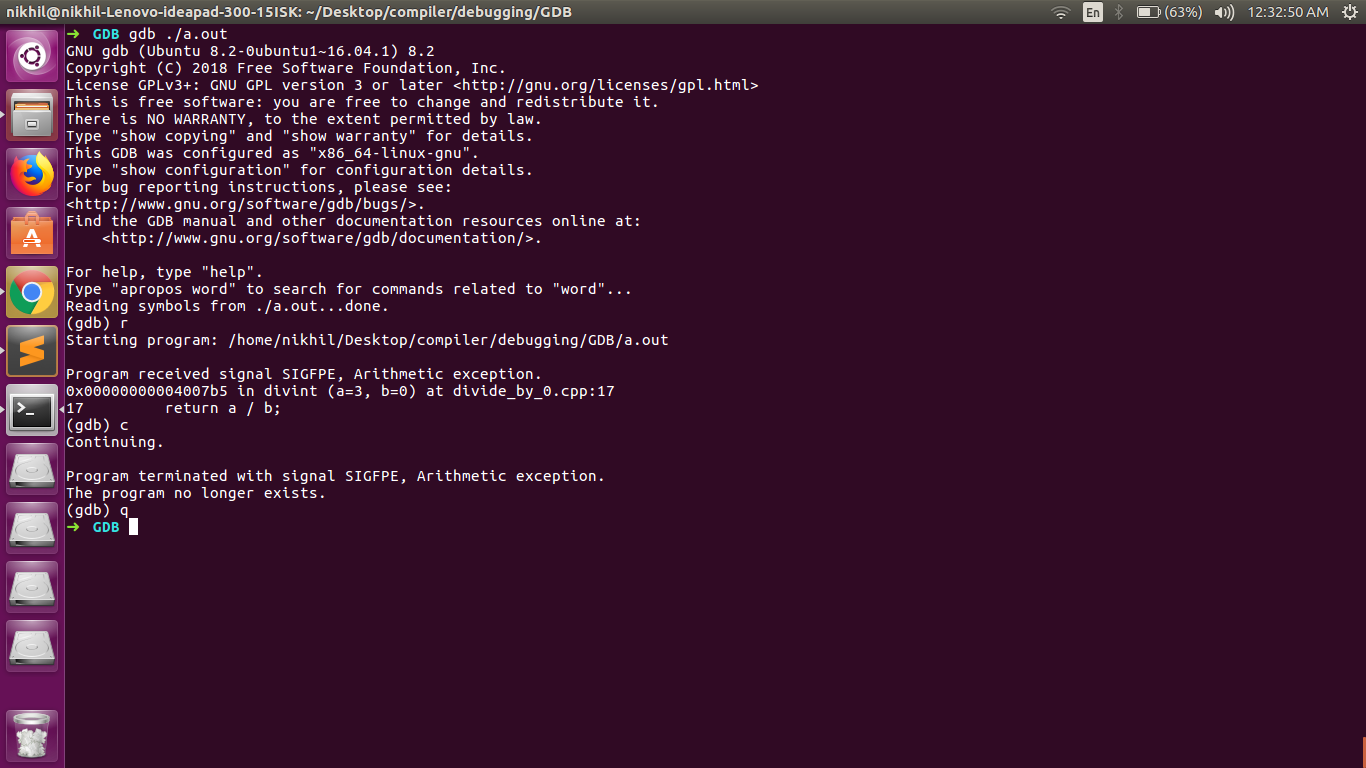 nikhil@nikhil-Lenovo-ideapad-300-15ISK: ~/Desktop/compiler/debugging/GDB
En (63%) 12:32:50 AM
➜ GDB gdb ./a.out
GNU gdb (Ubuntu 8.2-0ubuntu1~16.04.1) 8.2
Copyright (C) 2018 Free Software Foundation, Inc.
License GPLv3+: GNU GPL version 3 or later <http://gnu.org/licenses/gpl.html>
This is free software: you are free to change and redistribute it.
There is NO WARRANTY, to the extent permitted by law.
Type "show copying" and "show warranty" for details.
This GDB was configured as "x86_64-linux-gnu".
Type "show configuration" for configuration details.
For bug reporting instructions, please see:
<http://www.gnu.org/software/gdb/bugs/>.
Find the GDB manual and other documentation resources online at:
    <http://www.gnu.org/software/gdb/documentation/>.
For help, type "help".
Type "apropos word" to search for commands related to "word"...
Reading symbols from ./a.out...done.
(gdb) r
Starting program: /home/nikhil/Desktop/compiler/debugging/GDB/a.out
Program received signal SIGFPE, Arithmetic exception.
0x00000000004007b5 in divint (a=3, b=0) at divide_by_0.cpp:17
17         return a / b;
(gdb) c
Continuing.
Program terminated with signal SIGFPE, Arithmetic exception.
The program no longer exists.
(gdb) q
➜ GDB